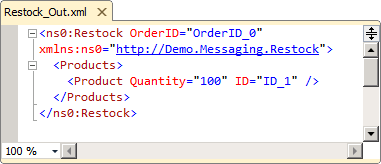 Restock_Out.xml
<ns0:Restock OrderID="OrderID_0"
xmlns:ns0="http://Demo.Messaging.Restock">
<Products>
<Product Quantity="100" ID="ID_1" />
</Products>
</ns0:Restock>
100 %